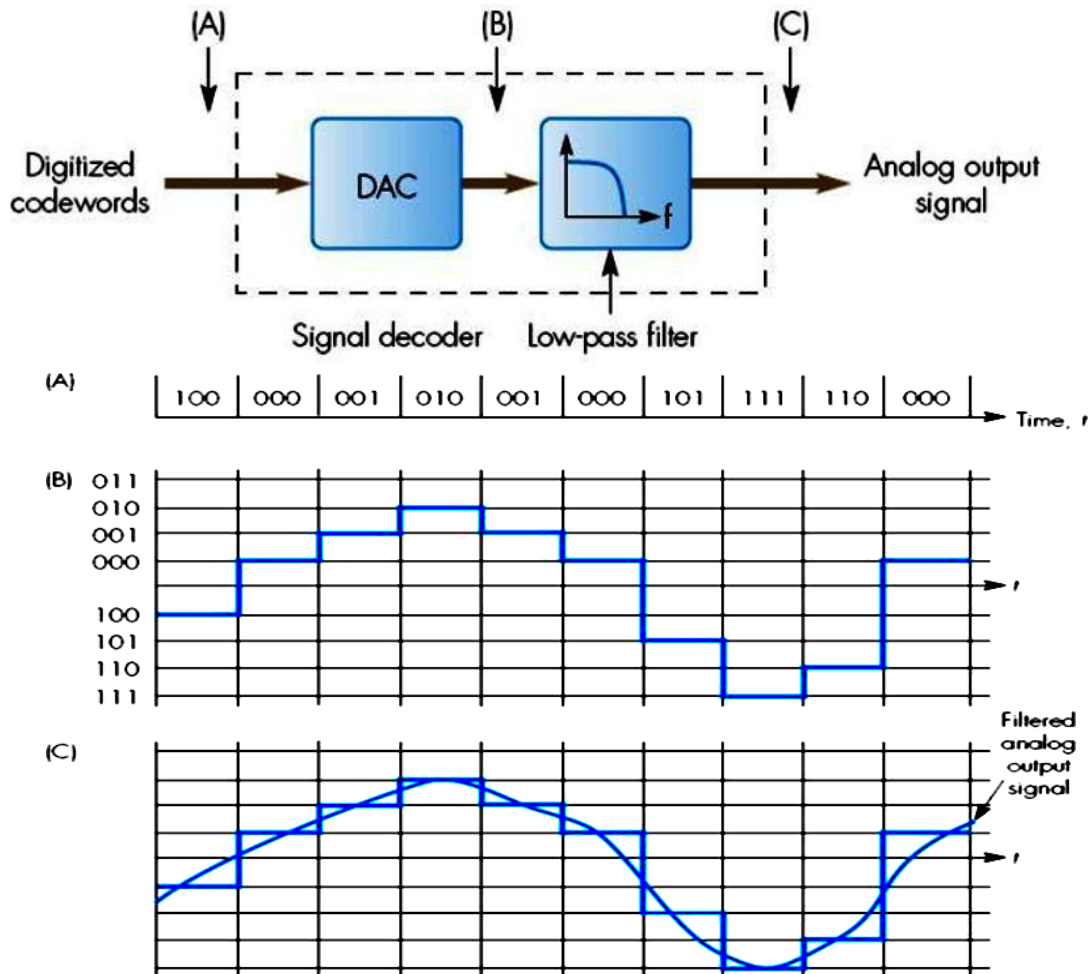 (A) (B) (C)
Digitized
codewords
DAC
f
Analog output
signal
Signal decoder Low-pass filter
(A)
100 000 001 010 001 000 101 111 110 000
Time, t
(B)
011
010
001
000
t
100
101
110
111
(C)
Filtered
analog
output
signal
t